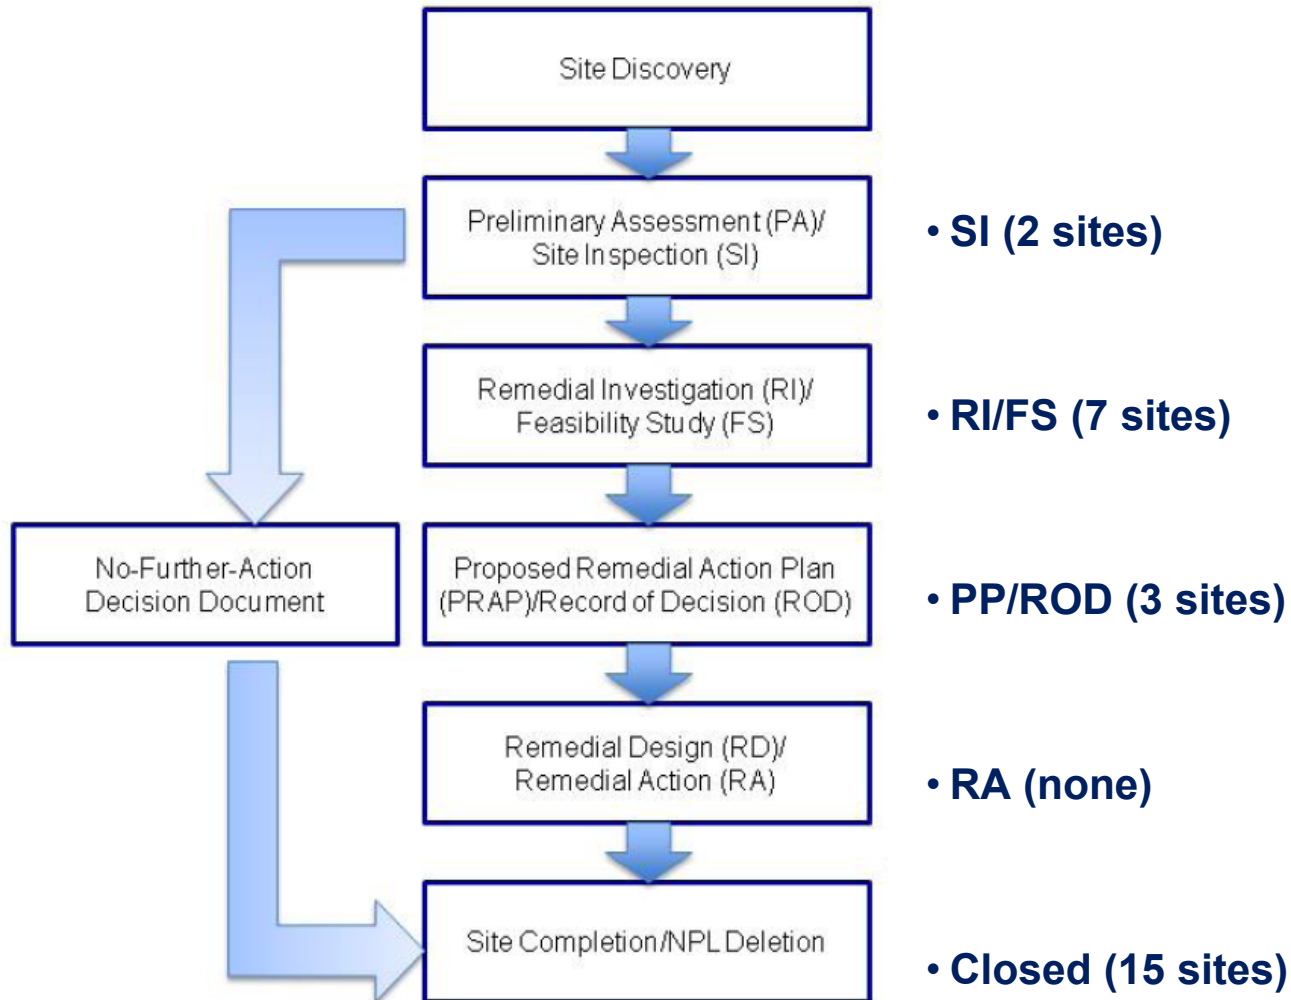 Site Discovery
Preliminary Assessment (PA)/
Site Inspection (SI)
• SI (2 sites)
Remedial Investigation (RI)/
Feasibility Study (FS)
• RI/FS (7 sites)
No-Further-Action
Decision Document
Proposed Remedial Action Plan
(PRAP)/Record of Decision (ROD)
• PP/ROD (3 sites)
Remedial Design (RD)/
Remedial Action (RA)
• RA (none)
Site Completion/NPL Deletion
• Closed (15 sites)